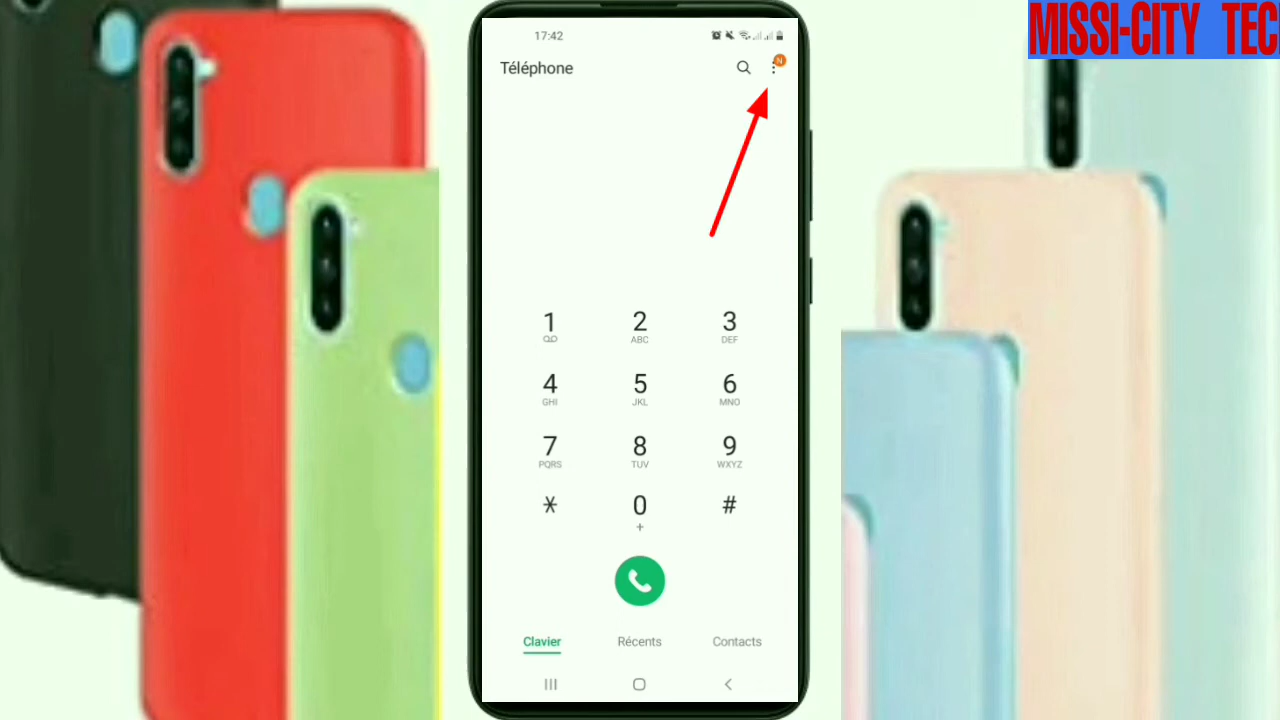 MISSI-CITY TEC
17:42
Téléphone
N
1
2
ABC
3
DEF
4
GHI
5
JKL
6
MNO
7
PQRS
8
TUV
9
WXYZ
*
0
+
#
Clavier
Récents
Contacts